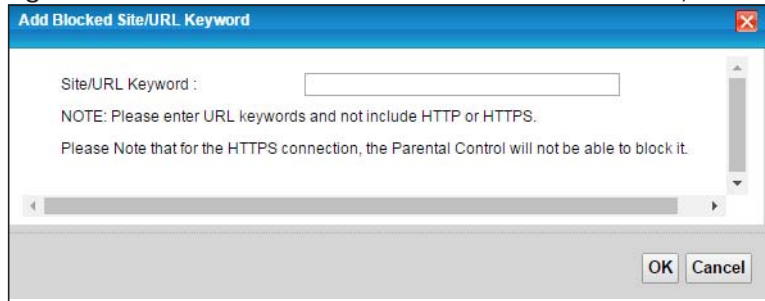 Add Blocked Site/URL Keyword
Site/URL Keyword :
NOTE: Please enter URL keywords and not include HTTP or HTTPS.
Please Note that for the HTTPS connection, the Parental Control will not be able to block it.
OK Cancel